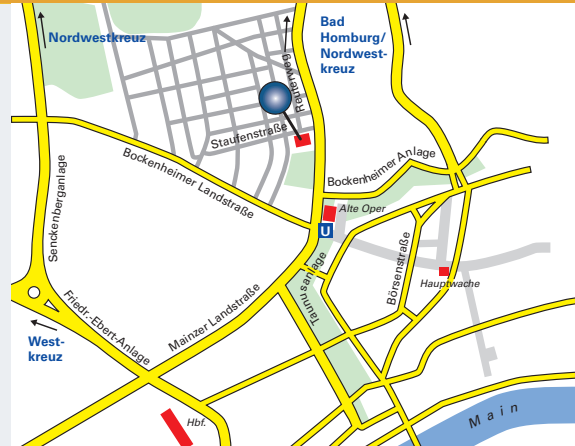 Nordwestkreuz
Bad
Homburg/
Nordwest-
kreuz
Reuterweg
Staufenstraße
Bockenheimer Landstraße
Bockenheimer Anlage
Senckenberganlage
Alte Oper
U
Taunusanlage
Börsenstraße
Hauptwache
Mainzer Landstraße
Friedr.-Ebert-Anlage
West-
kreuz
Hbf.
Main